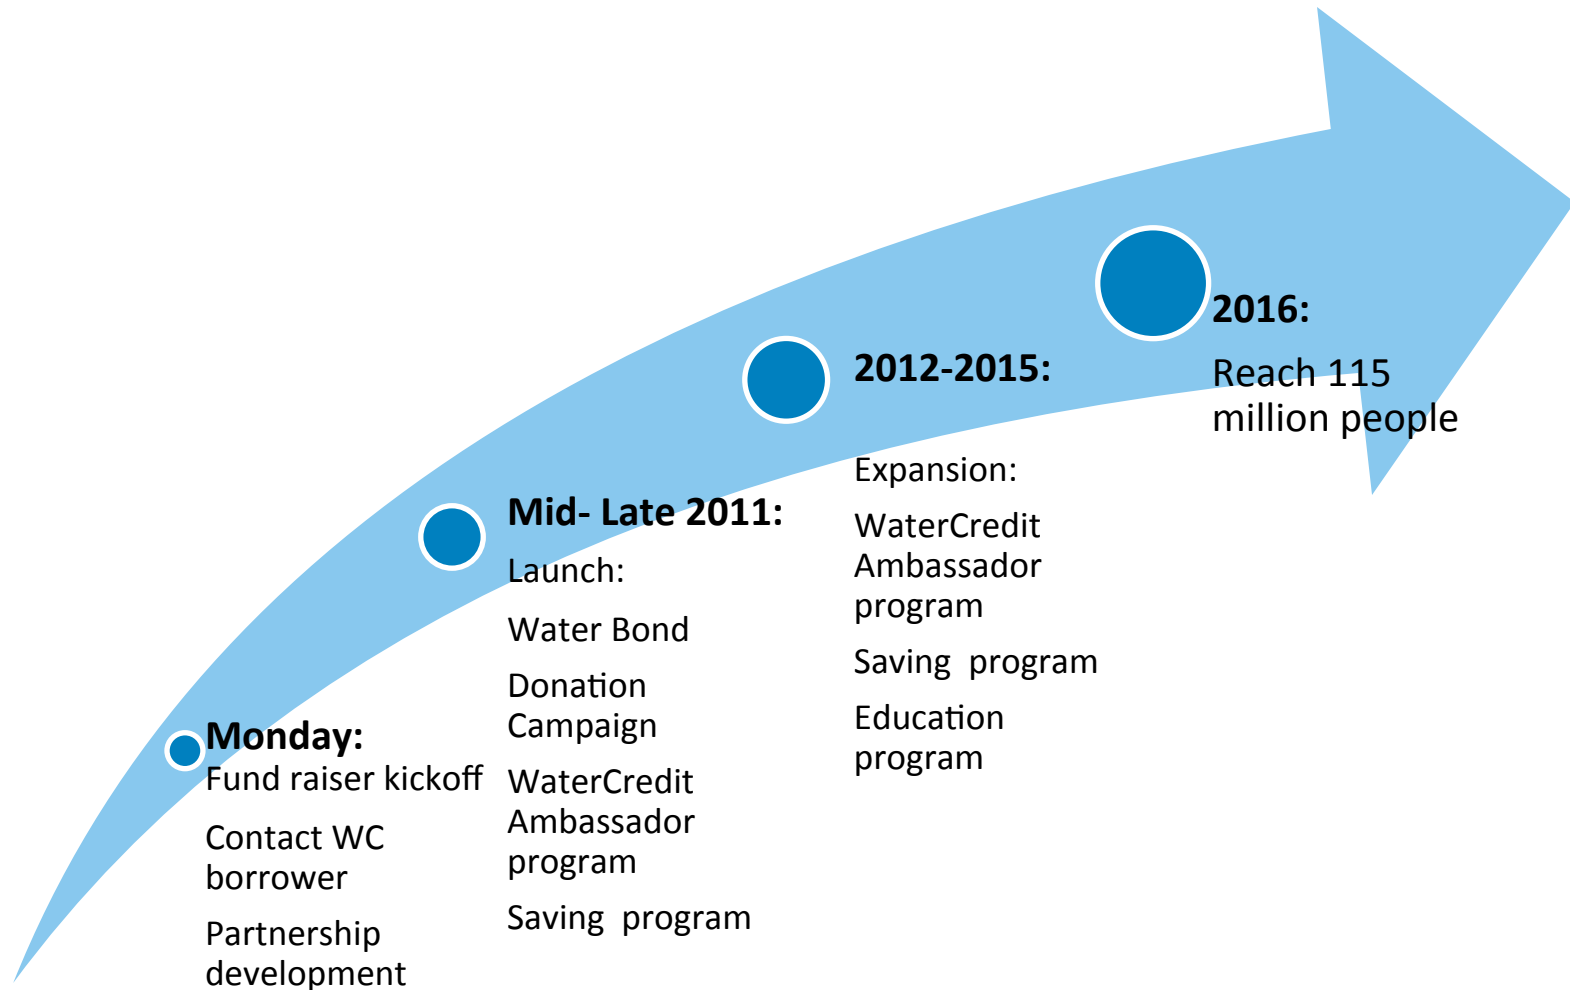 Monday:
Fund raiser kickoff
Contact WC
borrower
Partnership
development
Mid- Late 2011:
Launch:
Water Bond
Donation
Campaign
WaterCredit
Ambassador
program
Saving  program
2012-2015:
Expansion:
WaterCredit
Ambassador
program
Saving  program
Education
program
2016:
Reach 115
million people